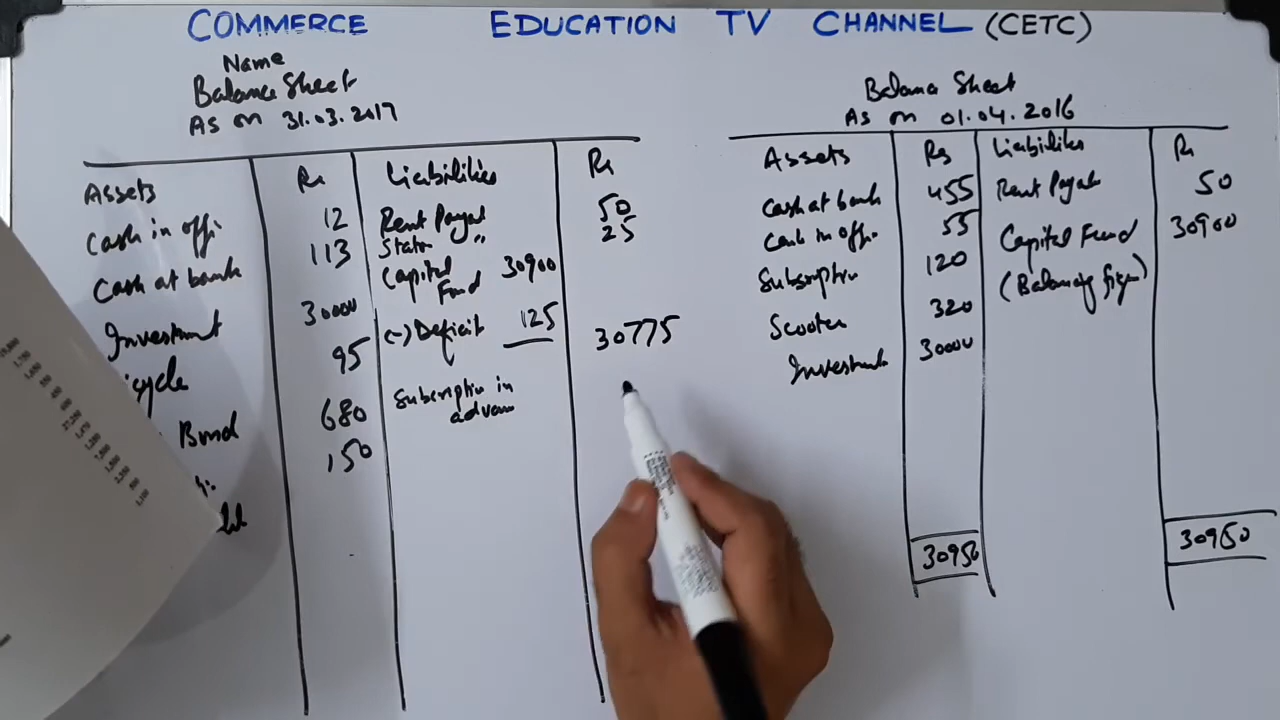 COMMERCE EDUCATION TV CHANNEL (CETC)
Name
Balance Sheet
As on 31.03.2017
Assets Rs Liabilities Rs
Cash in offi 12 Rent Payab 50
Cash at bank 113 Statn " 25
Capital Fund 30900
Investment 30000
(-) Deficit 125 30775
icycle 95
Subscription in advan
Bond 680
150
Balance Sheet
As on 01.04.2016
Assets Rs Liabilities Rs
Cash at bank 455 Rent Payab 50
Cash in offi 55 Capital Fund 30900
Subscription 120 (Balancing figu)
Scooter 320
Investment 30000
30950 30950